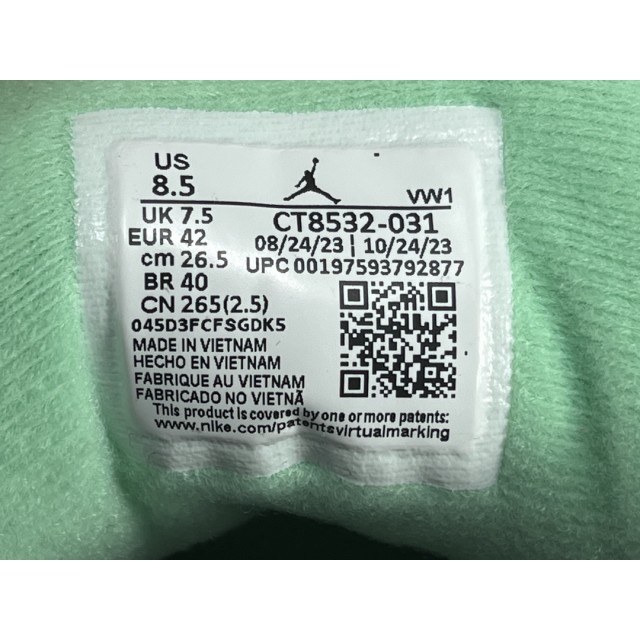 US
8.5
VW1
UK 7.5
CT8532-031
EUR 42
08/24/23 | 10/24/23
cm 26.5
UPC 00197593792877
BR 40
CN 265(2.5)
045D3FCFSGDK5
MADE IN VIETNAM
HECHO EN VIETNAM
FABRIQUE AU VIETNAM
FABRICADO NO VIETNÃ
This product is covered by one or more patents:
www.nike.com/patentsvirtualmarking